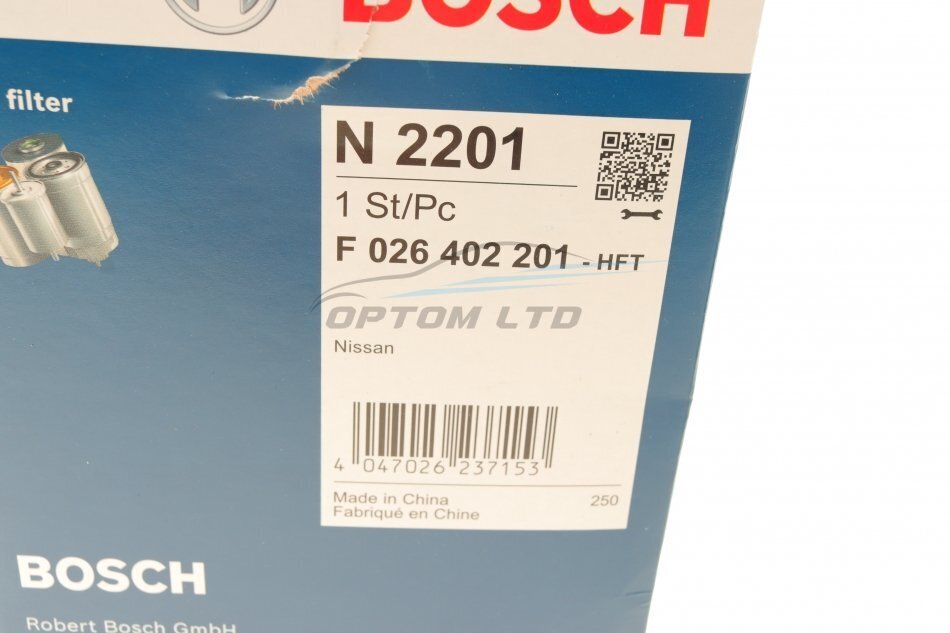 BOSCH
filter
N 2201
1 St/Pc
F 026 402 201 - HFT
OPTOM LTD
Nissan
4 047026 237153
Made in China 250
Fabriqué en Chine
BOSCH
Robert Bosch GmbH